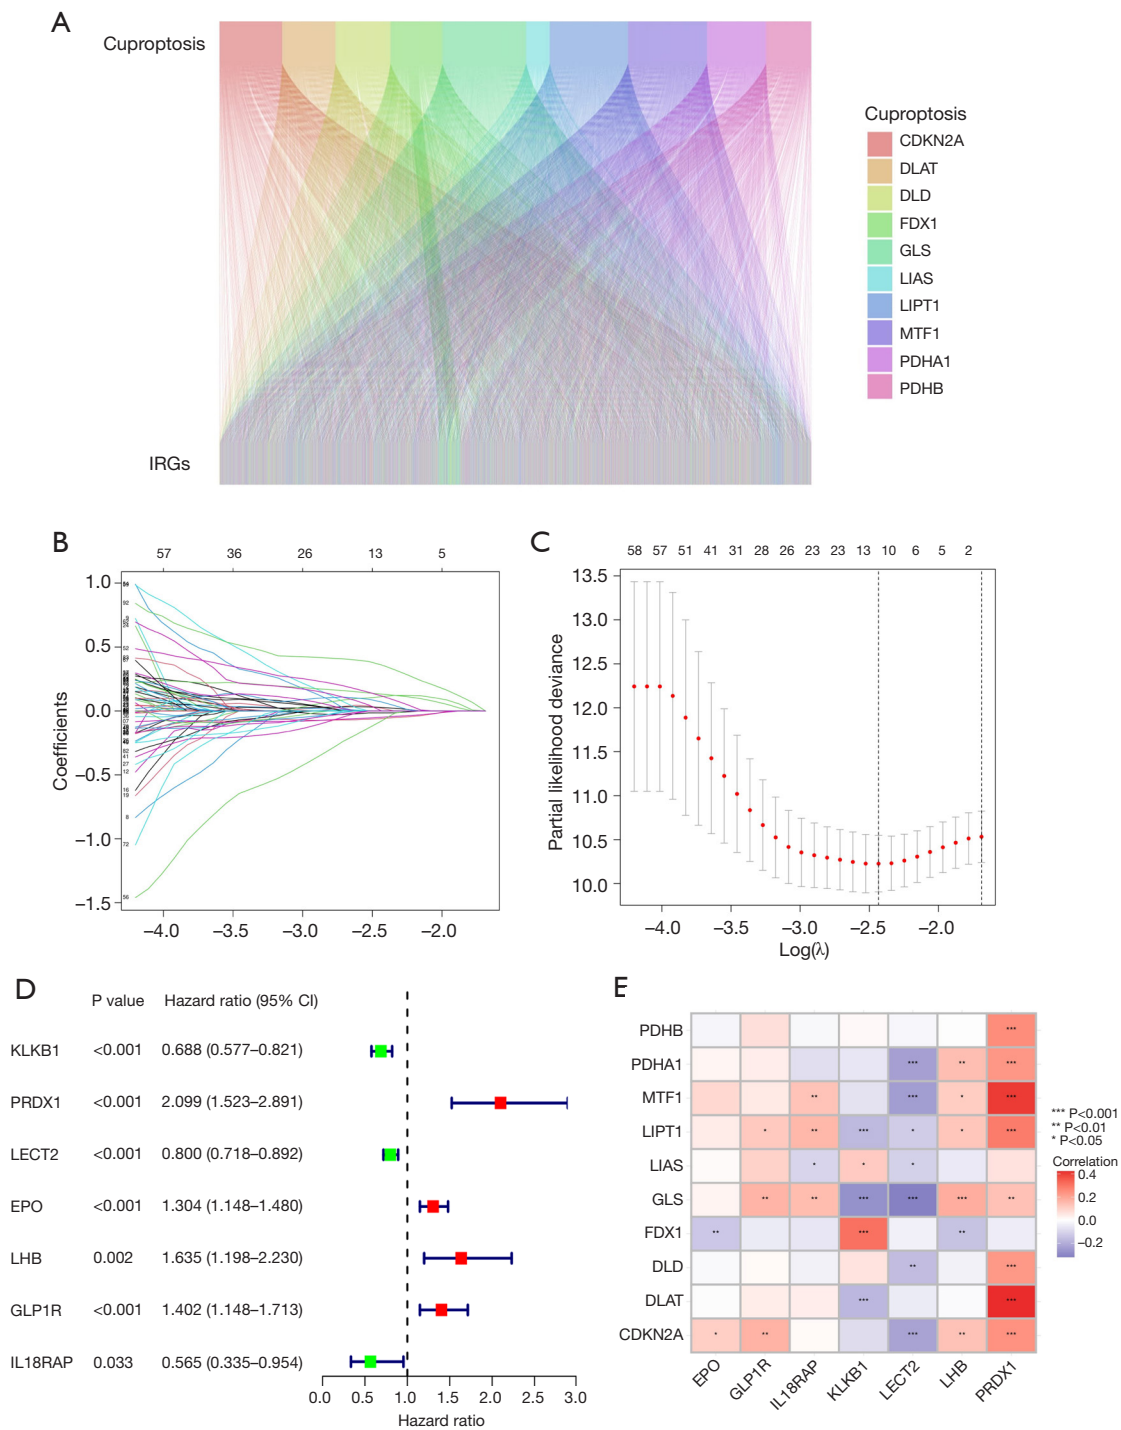 A
Cuproptosis
IRGs
Cuproptosis
CDKN2A
DLAT
DLD
FDX1
GLS
LIAS
LIPT1
MTF1
PDHA1
PDHB
B
57 36 26 13 5
Coefficients
1.0
0.5
0.0
−0.5
−1.0
−1.5
92
52
41
27
12
16
19
8
72
56
−4.0 −3.5 −3.0 −2.5 −2.0
C
58 57 51 41 31 28 26 23 23 13 10 6 5 2
Partial likelihood deviance
13.5
13.0
12.5
12.0
11.5
11.0
10.5
10.0
−4.0 −3.5 −3.0 −2.5 −2.0
Log(λ)
D
P value Hazard ratio (95% CI)
KLKB1 <0.001 0.688 (0.577–0.821)
PRDX1 <0.001 2.099 (1.523–2.891)
LECT2 <0.001 0.800 (0.718–0.892)
EPO <0.001 1.304 (1.148–1.480)
LHB 0.002 1.635 (1.198–2.230)
GLP1R <0.001 1.402 (1.148–1.713)
IL18RAP 0.033 0.565 (0.335–0.954)
0.0 0.5 1.0 1.5 2.0 2.5 3.0
Hazard ratio
E
PDHB ***
PDHA1 *** ** ***
MTF1 ** *** * ***
LIPT1 * ** *** * * ***
LIAS * * *
GLS ** ** *** *** *** **
FDX1 ** *** **
DLD ** ***
DLAT *** ***
CDKN2A * ** *** ** ***
EPO GLP1R IL18RAP KLKB1 LECT2 LHB PRDX1
*** P<0.001
** P<0.01
* P<0.05
Correlation
0.4
0.2
0.0
−0.2